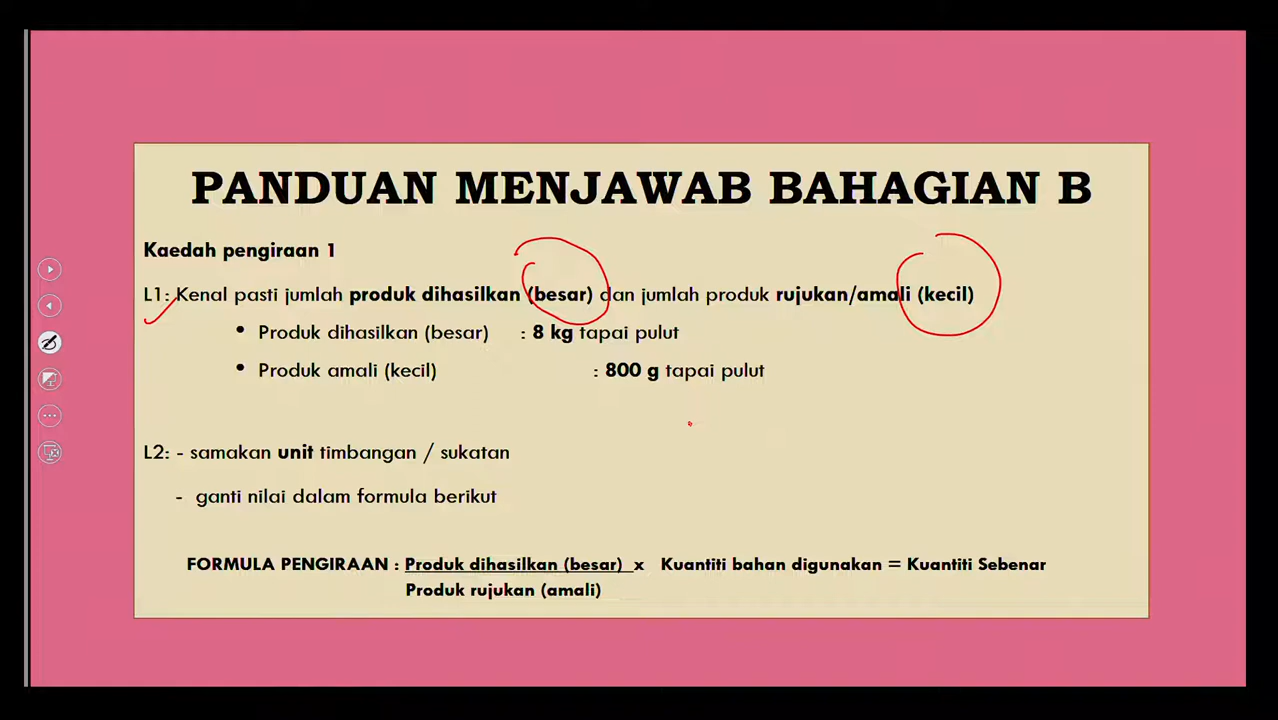 PANDUAN MENJAWAB BAHAGIAN B
Kaedah pengiraan 1
L1: Kenal pasti jumlah produk dihasilkan (besar) dan jumlah produk rujukan/amali (kecil)
• Produk dihasilkan (besar) : 8 kg tapai pulut
• Produk amali (kecil) : 800 g tapai pulut
L2: - samakan unit timbangan / sukatan
- ganti nilai dalam formula berikut
FORMULA PENGIRAAN : Produk dihasilkan (besar) x Kuantiti bahan digunakan = Kuantiti Sebenar
Produk rujukan (amali)